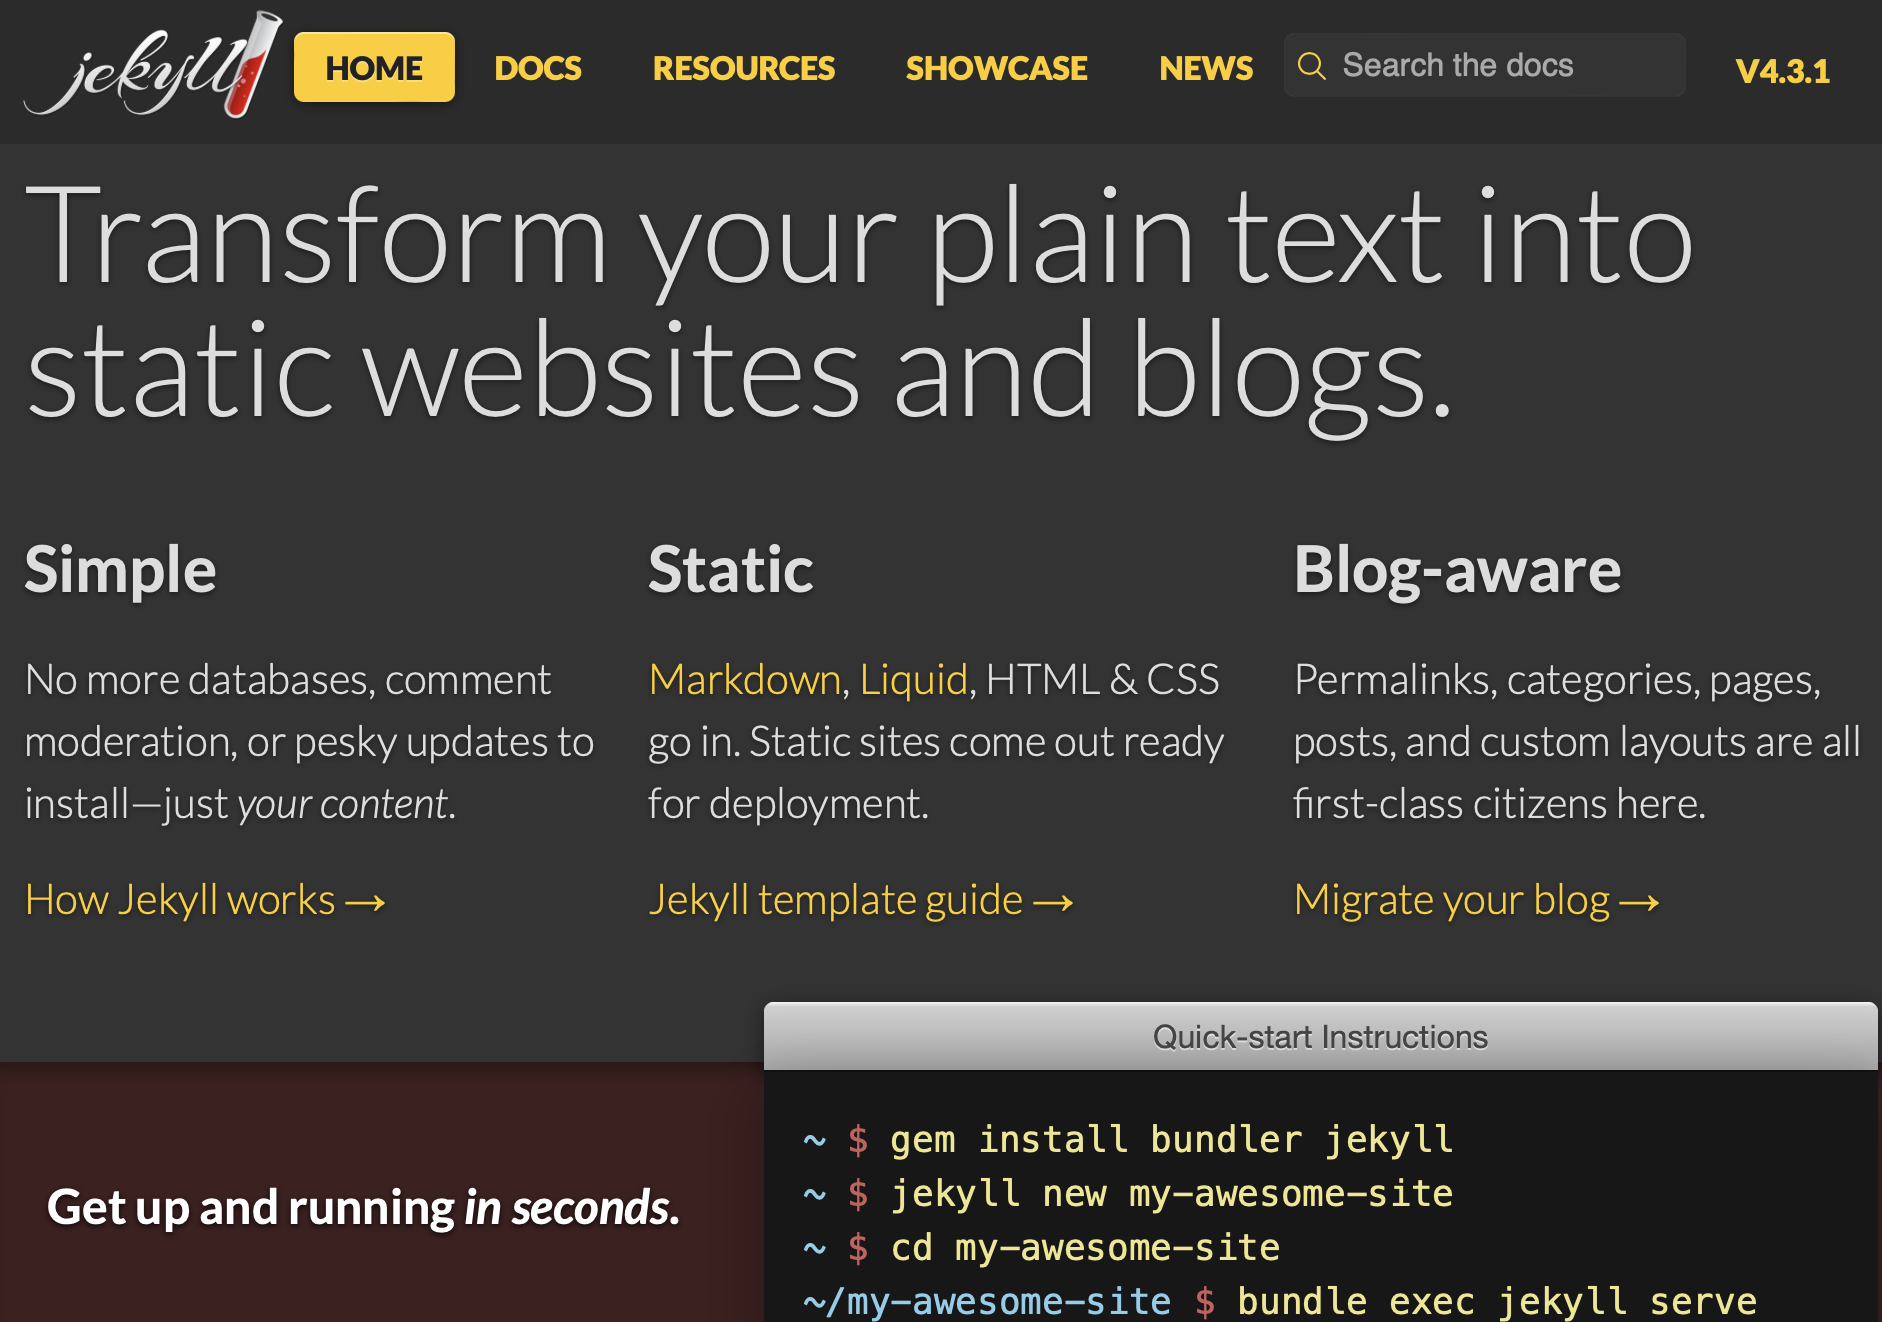 jekyll
HOME DOCS RESOURCES SHOWCASE NEWS Search the docs V4.3.1
Transform your plain text into
static websites and blogs.
Simple
No more databases, comment
moderation, or pesky updates to
install—just your content.
How Jekyll works →
Static
Markdown, Liquid, HTML & CSS
go in. Static sites come out ready
for deployment.
Jekyll template guide →
Blog-aware
Permalinks, categories, pages,
posts, and custom layouts are all
first-class citizens here.
Migrate your blog →
Get up and running in seconds.
Quick-start Instructions
~ $ gem install bundler jekyll
~ $ jekyll new my-awesome-site
~ $ cd my-awesome-site
~/my-awesome-site $ bundle exec jekyll serve